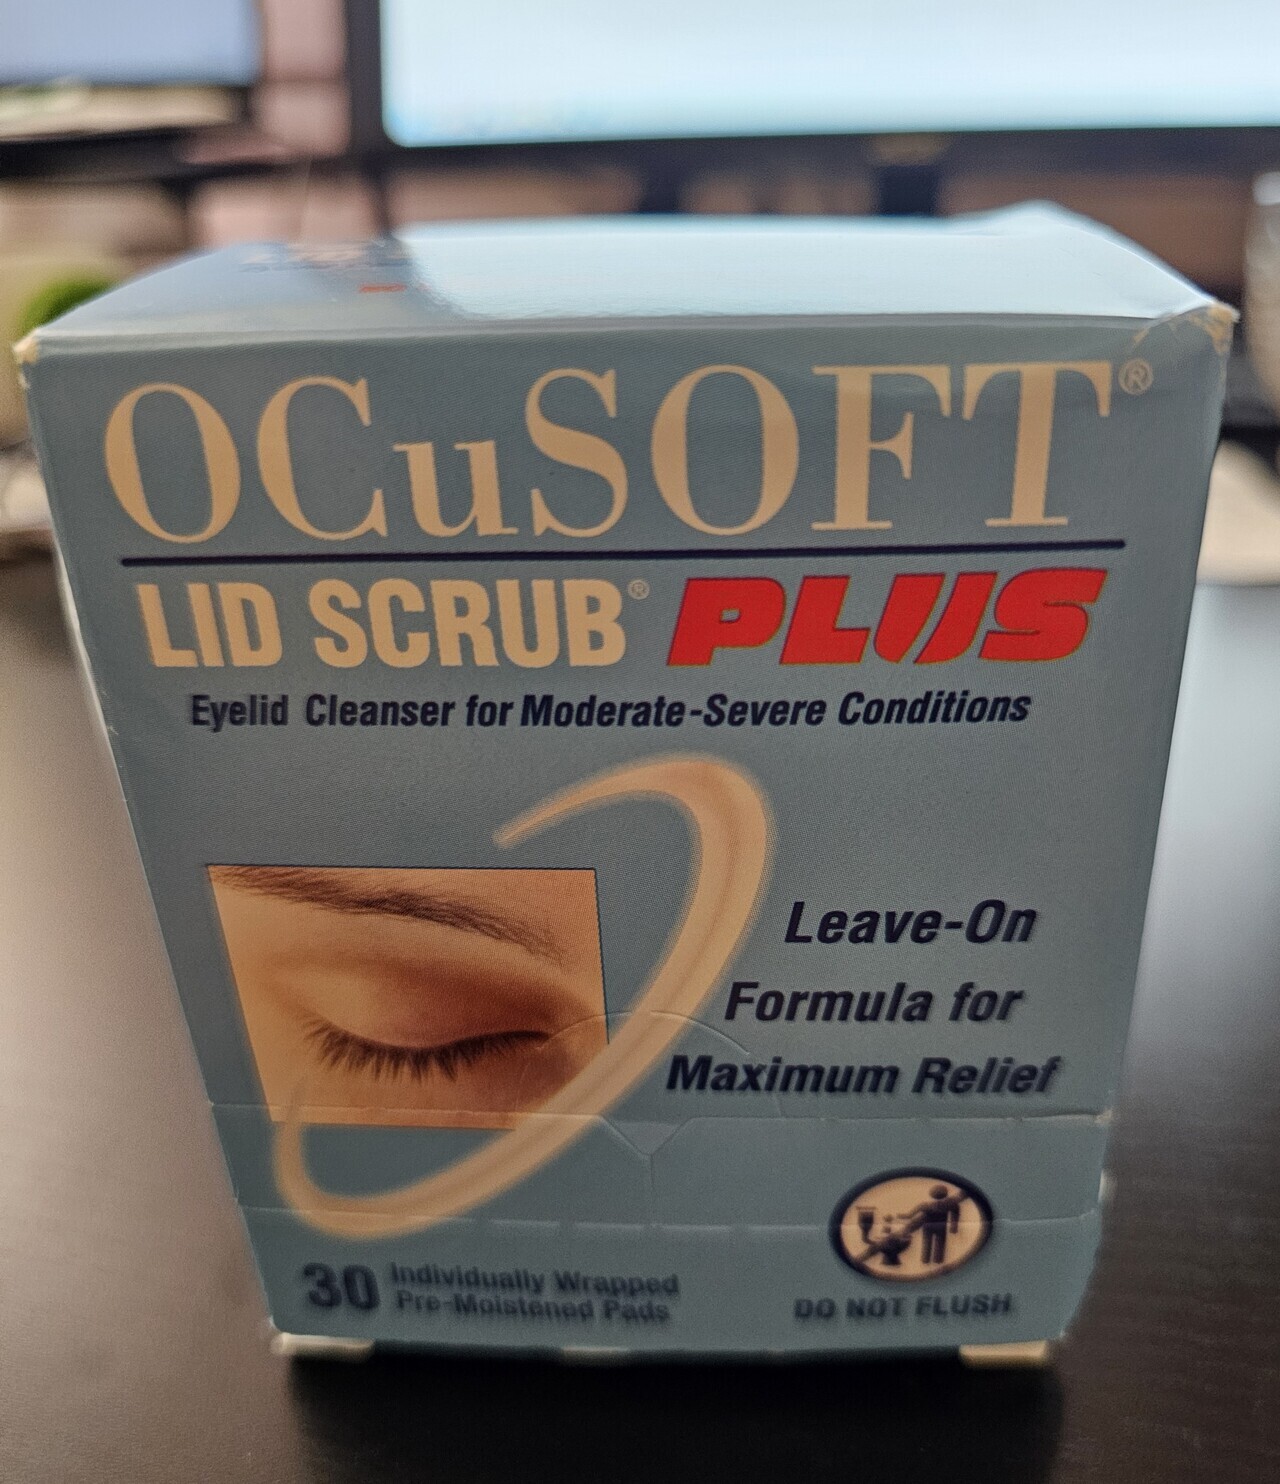 OCuSOFT®
LID SCRUB® PLUS
Eyelid Cleanser for Moderate-Severe Conditions
Leave-On
Formula for
Maximum Relief
30 Individually Wrapped
Pre-Moistened Pads
DO NOT FLUSH